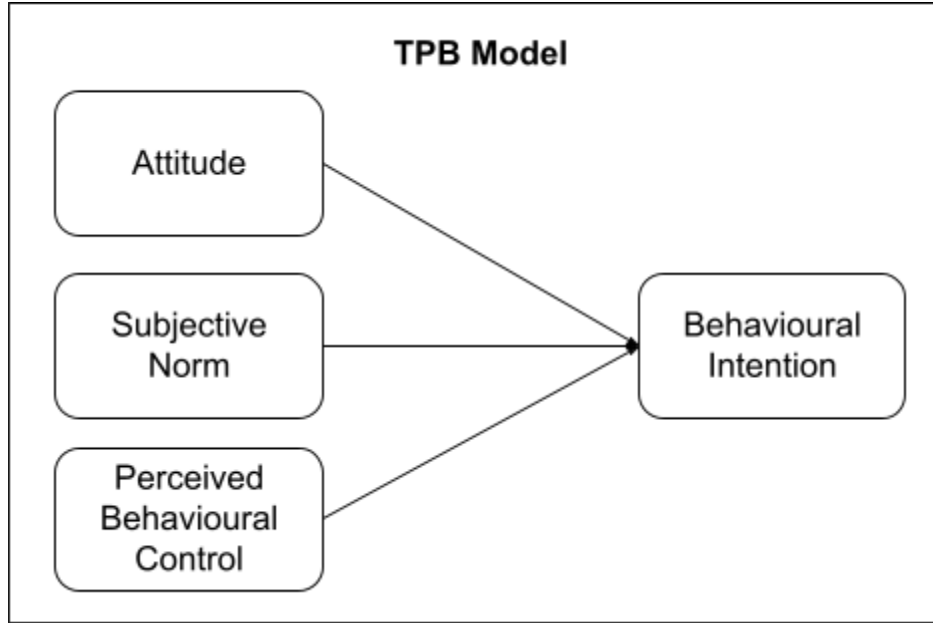 TPB Model
Attitude
Subjective
Norm
Behavioural
Intention
Perceived
Behavioural
Control